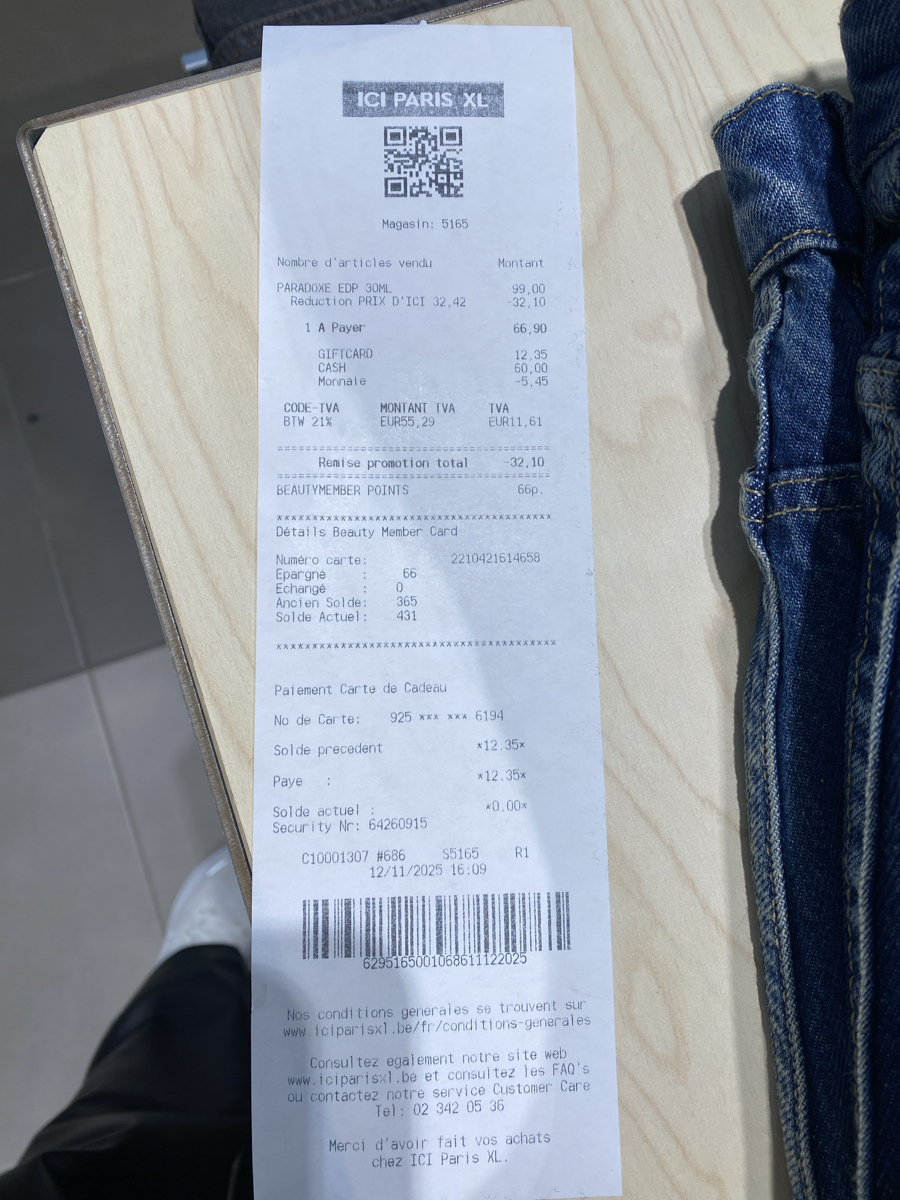 ICI PARIS XL
Magasin: 5165
Nombre d'articles vendu Montant
PARADOXE EDP 30ML 99,00
Reduction PRIX D'ICI 32,42 -32,10
1 A Payer 66,90
GIFTCARD 12,35
CASH 60,00
Monnaie -5,45
CODE-TVA MONTANT TVA TVA
BTW 21% EUR55,29 EUR11,61
==============================
Remise promotion total -32,10
==============================
BEAUTYMEMBER POINTS 66p.
****************************************
Détails Beauty Member Card
Numéro carte: 2210421614658
Epargné : 66
Echangé : 0
Ancien Solde: 365
Solde Actuel: 431
****************************************
Paiement Carte de Cadeau
No de Carte: 925 *** *** 6194
Solde precedent *12.35*
Paye : *12.35*
Solde actuel : *0.00*
Security Nr: 64260915
C10001307 #686 S5165 R1
12/11/2025 16:09
6295165001068611122025
Nos conditions generales se trouvent sur
www.iciparisxl.be/fr/conditions-generales
Consultez egalement notre site web
www.iciparisxl.be et consultez les FAQ's
ou contactez notre service Customer Care
Tel: 02 342 05 36
Merci d'avoir fait vos achats
chez ICI Paris XL.